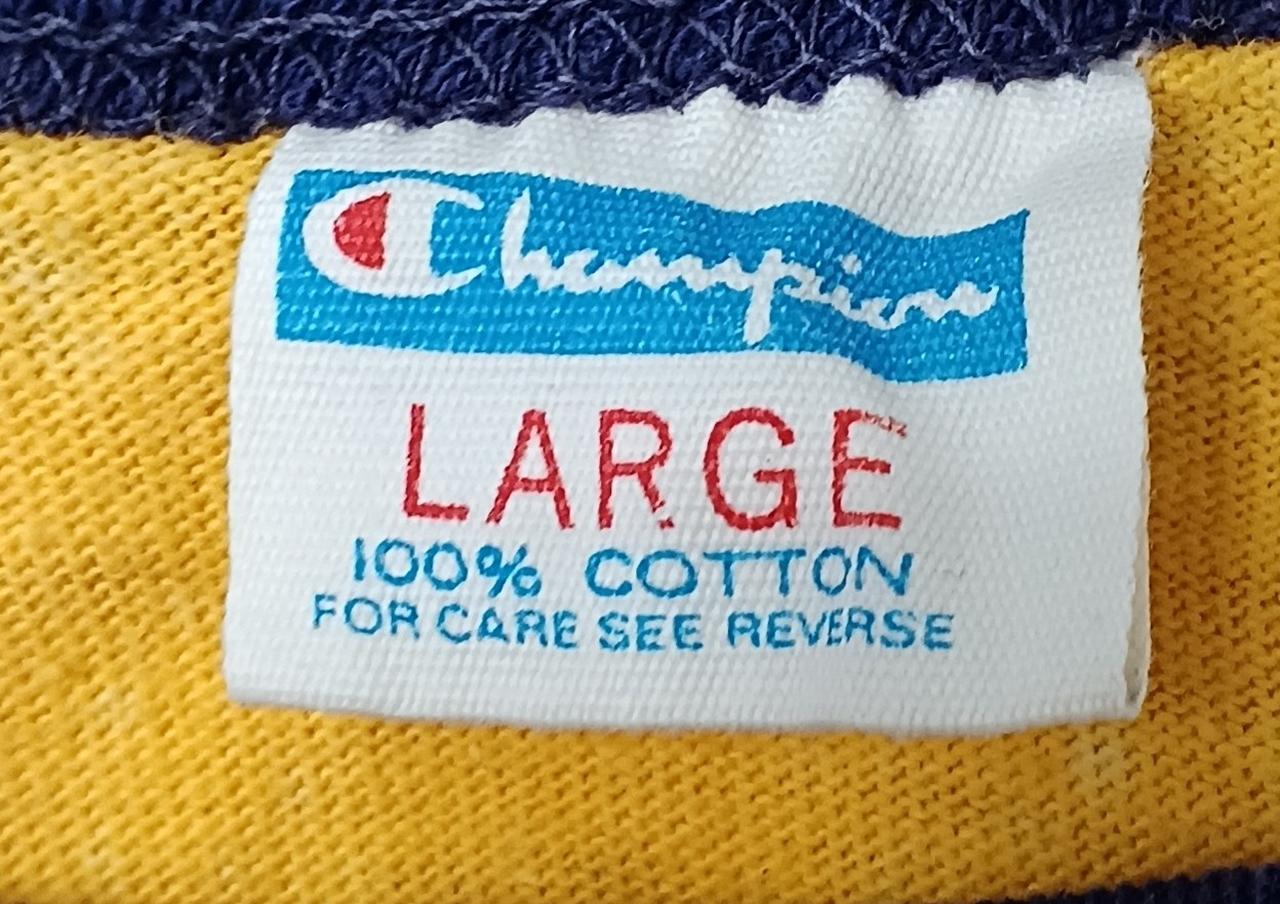 Champion
LARGE
100% COTTON
FOR CARE SEE REVERSE